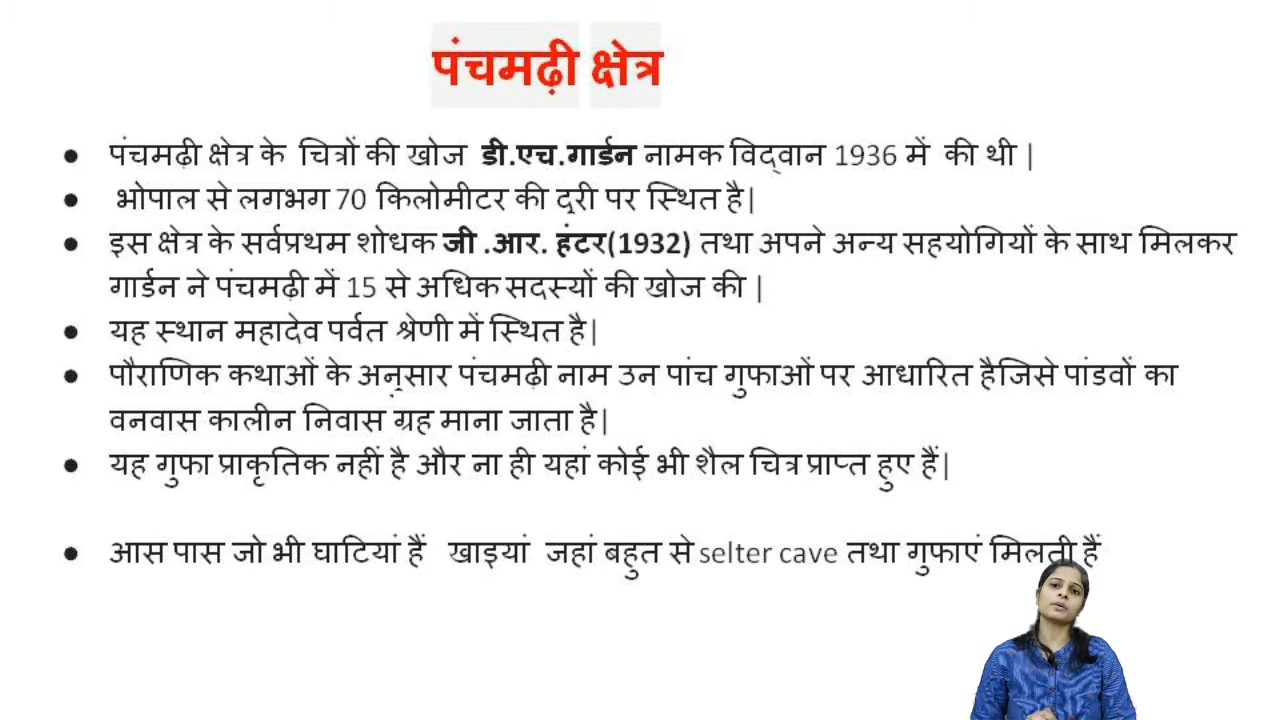 पंचमढ़ी क्षेत्र
● पंचमढ़ी क्षेत्र के चित्रों की खोज डी.एच.गार्डन नामक विद्वान 1936 में की थी |
● भोपाल से लगभग 70 किलोमीटर की दूरी पर स्थित है|
● इस क्षेत्र के सर्वप्रथम शोधक जी .आर. हंटर(1932) तथा अपने अन्य सहयोगियों के साथ मिलकर
गार्डन ने पंचमढ़ी में 15 से अधिक सदस्यों की खोज की |
● यह स्थान महादेव पर्वत श्रेणी में स्थित है|
● पौराणिक कथाओं के अनुसार पंचमढ़ी नाम उन पांच गुफाओं पर आधारित हैजिसे पांडवों का
वनवास कालीन निवास ग्रह माना जाता है|
● यह गुफा प्राकृतिक नहीं है और ना ही यहां कोई भी शैल चित्र प्राप्त हुए हैं|
● आस पास जो भी घाटियां हैं खाइयां जहां बहुत से selter cave तथा गुफाएं मिलती हैं